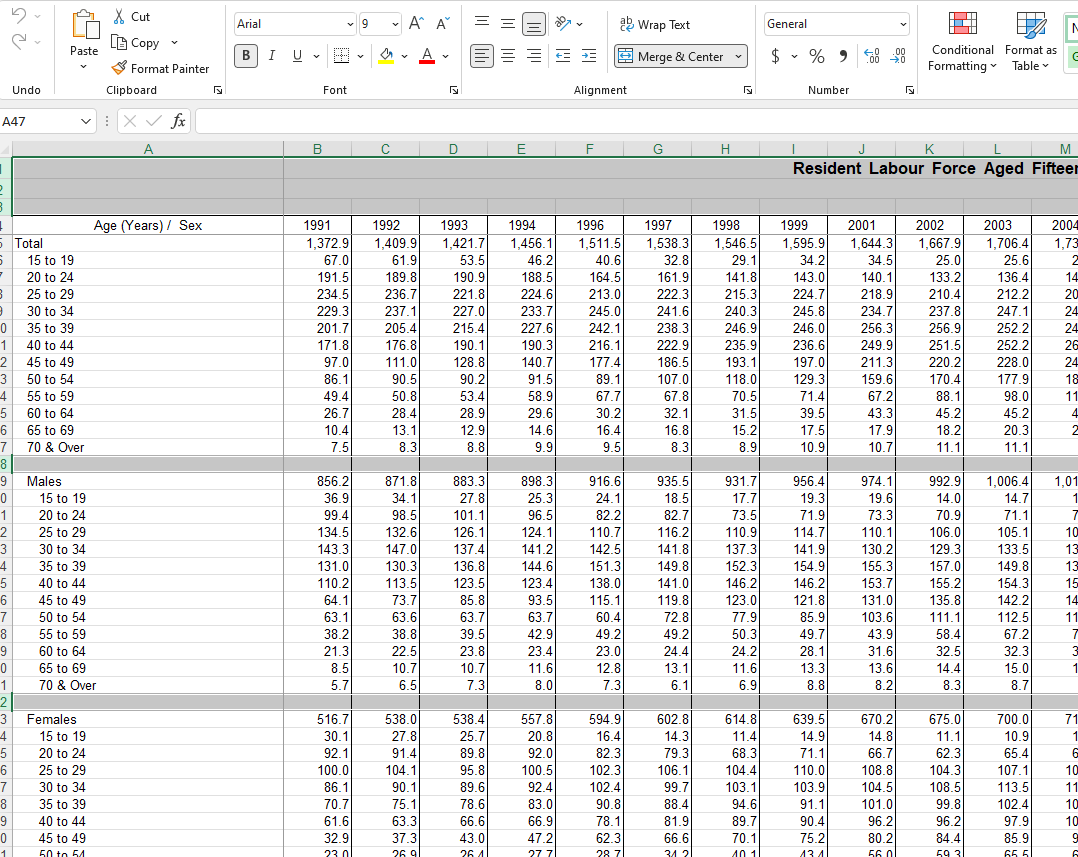 Cut
Copy
Format Painter
Paste
Undo
Clipboard
Arial 9 A A
B I U A
Font
ab Wrap Text
Merge & Center
Alignment
General
$ % 9 .00
Number
Conditional Formatting
Format as Table
A47 fx
A B C D E F G H I J K L M
Resident Labour Force Aged Fifteen
Age (Years) / Sex 1991 1992 1993 1994 1996 1997 1998 1999 2001 2002 2003 2004
Total 1,372.9 1,409.9 1,421.7 1,456.1 1,511.5 1,538.3 1,546.5 1,595.9 1,644.3 1,667.9 1,706.4 1,73
15 to 19 67.0 61.9 53.5 46.2 40.6 32.8 29.1 34.2 34.5 25.0 25.6 2
20 to 24 191.5 189.8 190.9 188.5 164.5 161.9 141.8 143.0 140.1 133.2 136.4 14
25 to 29 234.5 236.7 221.8 224.6 213.0 222.3 215.3 224.7 218.9 210.4 212.2 20
30 to 34 229.3 237.1 227.0 233.7 245.0 241.6 240.3 245.8 234.7 237.8 247.1 24
35 to 39 201.7 205.4 215.4 227.6 242.1 238.3 246.9 246.0 256.3 256.9 252.2 24
40 to 44 171.8 176.8 190.1 190.3 216.1 222.9 235.9 236.6 249.9 251.5 252.2 26
45 to 49 97.0 111.0 128.8 140.7 177.4 186.5 193.1 197.0 211.3 220.2 228.0 24
50 to 54 86.1 90.5 90.2 91.5 89.1 107.0 118.0 129.3 159.6 170.4 177.9 18
55 to 59 49.4 50.8 53.4 58.9 67.7 67.8 70.5 71.4 67.2 88.1 98.0 11
60 to 64 26.7 28.4 28.9 29.6 30.2 32.1 31.5 39.5 43.3 45.2 45.2 4
65 to 69 10.4 13.1 12.9 14.6 16.4 16.8 15.2 17.5 17.9 18.2 20.3 2
70 & Over 7.5 8.3 8.8 9.9 9.5 8.3 8.9 10.9 10.7 11.1 11.1
Males 856.2 871.8 883.3 898.3 916.6 935.5 931.7 956.4 974.1 992.9 1,006.4 1,01
15 to 19 36.9 34.1 27.8 25.3 24.1 18.5 17.7 19.3 19.6 14.0 14.7 1
20 to 24 99.4 98.5 101.1 96.5 82.2 82.7 73.5 71.9 73.3 70.9 71.1 7
25 to 29 134.5 132.6 126.1 124.1 110.7 116.2 110.9 114.7 110.1 106.0 105.1 10
30 to 34 143.3 147.0 137.4 141.2 142.5 141.8 137.3 141.9 130.2 129.3 133.5 13
35 to 39 131.0 130.3 136.8 144.6 151.3 149.8 152.3 154.9 155.3 157.0 149.8 13
40 to 44 110.2 113.5 123.5 123.4 138.0 141.0 146.2 146.2 153.7 155.2 154.3 15
45 to 49 64.1 73.7 85.8 93.5 115.1 119.8 123.0 121.8 131.0 135.8 142.2 14
50 to 54 63.1 63.6 63.7 63.7 60.4 72.8 77.9 85.9 103.6 111.1 112.5 11
55 to 59 38.2 38.8 39.5 42.9 49.2 49.2 50.3 49.7 43.9 58.4 67.2 7
60 to 64 21.3 22.5 23.8 23.4 23.0 24.4 24.2 28.1 31.6 32.5 32.3 3
65 to 69 8.5 10.7 10.7 11.6 12.8 13.1 11.6 13.3 13.6 14.4 15.0 1
70 & Over 5.7 6.5 7.3 8.0 7.3 6.1 6.9 8.8 8.2 8.3 8.7
Females 516.7 538.0 538.4 557.8 594.9 602.8 614.8 639.5 670.2 675.0 700.0 71
15 to 19 30.1 27.8 25.7 20.8 16.4 14.3 11.4 14.9 14.8 11.1 10.9 1
20 to 24 92.1 91.4 89.8 92.0 82.3 79.3 68.3 71.1 66.7 62.3 65.4 6
25 to 29 100.0 104.1 95.8 100.5 102.3 106.1 104.4 110.0 108.8 104.3 107.1 10
30 to 34 86.1 90.1 89.6 92.4 102.4 99.7 103.1 103.9 104.5 108.5 113.5 11
35 to 39 70.7 75.1 78.6 83.0 90.8 88.4 94.6 91.1 101.0 99.8 102.4 10
40 to 44 61.6 63.3 66.6 66.9 78.1 81.9 89.7 90.4 96.2 96.2 97.9 10
45 to 49 32.9 37.3 43.0 47.2 62.3 66.6 70.1 75.2 80.2 84.4 85.9 9
50 to 54 23.0 26.9 26.4 27.7 28.7 34.2 40.1 43.4 56.0 59.3 65.5 6